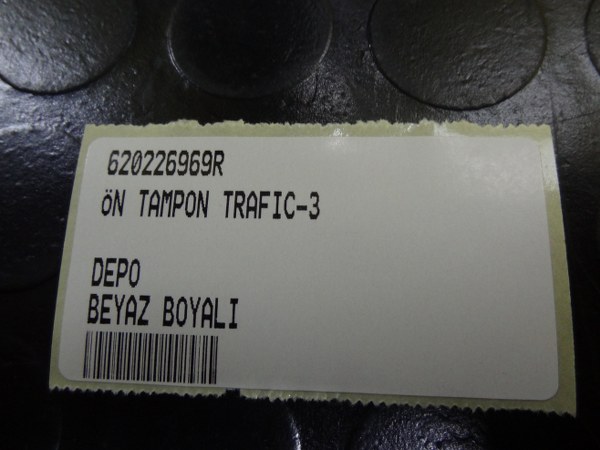 620226969R
öN TAMPON TRAFIC-3
DEPO
BEYAZ BOYALI